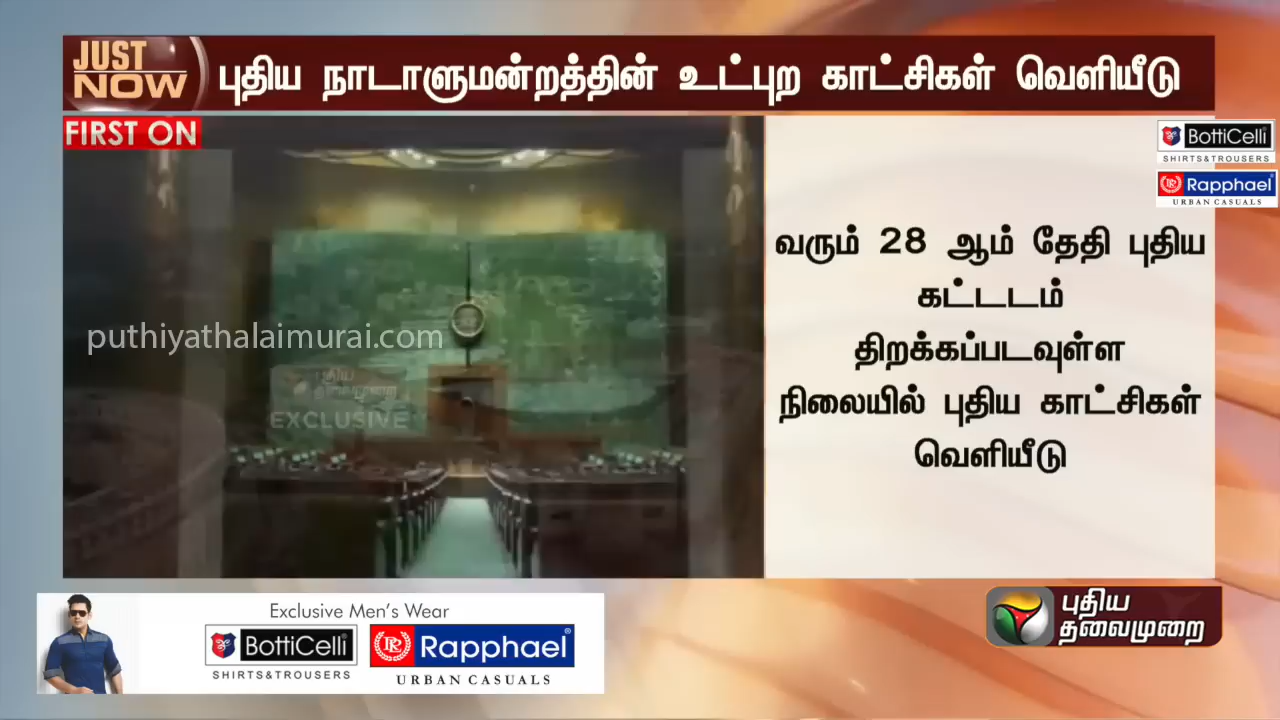 JUST
NOW
புதிய நாடாளுமன்றத்தின் உட்புற காட்சிகள் வெளியீடு
FIRST ON
BottiCelli
SHIRTS&TROUSERS
Rapphael
URBAN CASUALS
வரும் 28 ஆம் தேதி புதிய
கட்டடம்
திறக்கப்படவுள்ள
நிலையில் புதிய காட்சிகள்
வெளியீடு
puthiyathalaimurai.com
புதிய
தலைமுறை
EXCLUSIVE
Exclusive Men's Wear
BottiCelli
SHIRTS&TROUSERS
Rapphael
URBAN CASUALS
புதிய
தலைமுறை